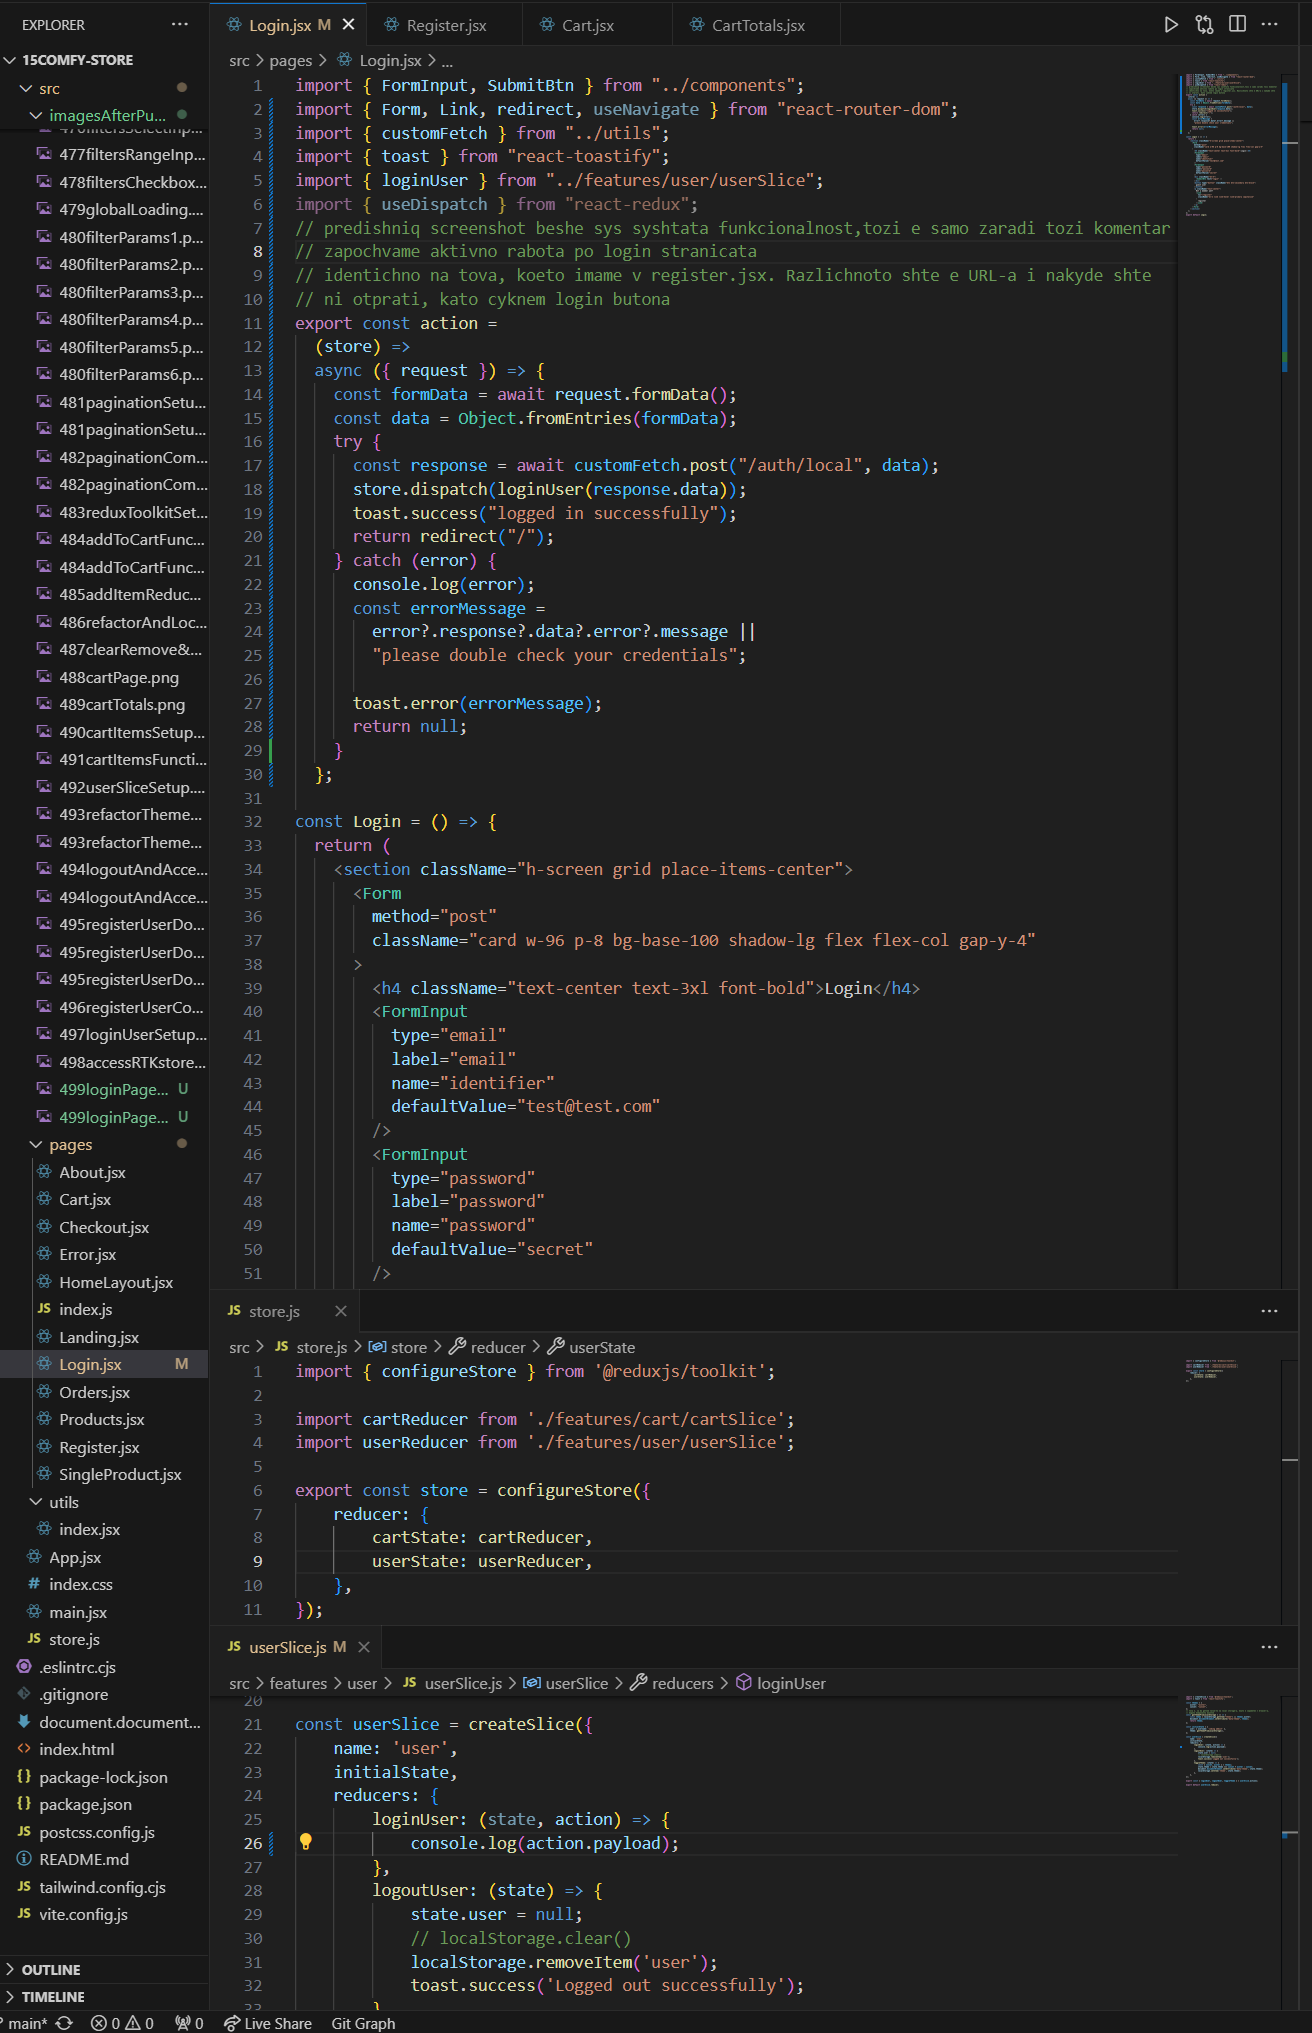 EXPLORER
15COMFY-STORE
src
imagesAfterPu...
476filtersSelectInp...
477filtersRangeInp...
478filtersCheckbox...
479globalLoading....
480filterParams1.p...
480filterParams2.p...
480filterParams3.p...
480filterParams4.p...
480filterParams5.p...
480filterParams6.p...
481paginationSetu...
481paginationSetu...
482paginationCom...
482paginationCom...
483reduxToolkitSet...
484addToCartFunc...
484addToCartFunc...
485addItemReduc...
486refactorAndLoc...
487clearRemove&...
488cartPage.png
489cartTotals.png
490cartItemsSetup...
491cartItemsFuncti...
492userSliceSetup....
493refactorTheme...
493refactorTheme...
494logoutAndAcce...
494logoutAndAcce...
495registerUserDo...
495registerUserDo...
495registerUserDo...
496registerUserCo...
497loginUserSetup...
498accessRTKstore...
499loginPage... U
499loginPage... U
pages
About.jsx
Cart.jsx
Checkout.jsx
Error.jsx
HomeLayout.jsx
JS index.js
Landing.jsx
Login.jsx M
Orders.jsx
Products.jsx
Register.jsx
SingleProduct.jsx
utils
index.jsx
App.jsx
# index.css
main.jsx
JS store.js
.eslintrc.cjs
.gitignore
document.document...
<> index.html
{} package-lock.json
{} package.json
JS postcss.config.js
README.md
JS tailwind.config.cjs
JS vite.config.js
OUTLINE
TIMELINE
main* 0 0 0 Live Share Git Graph
Login.jsx M Register.jsx Cart.jsx CartTotals.jsx
src > pages > Login.jsx > ...
1 import { FormInput, SubmitBtn } from "../components";
2 import { Form, Link, redirect, useNavigate } from "react-router-dom";
3 import { customFetch } from "../utils";
4 import { toast } from "react-toastify";
5 import { loginUser } from "../features/user/userSlice";
6 import { useDispatch } from "react-redux";
7 // predishniq screenshot beshe sys syshtata funkcionalnost,tozi e samo zaradi tozi komentar
8 // zapochvame aktivno rabota po login stranicata
9 // identichno na tova, koeto imame v register.jsx. Razlichnoto shte e URL-a i nakyde shte
10 // ni otprati, kato cyknem login butona
11 export const action =
12 (store) =>
13 async ({ request }) => {
14 const formData = await request.formData();
15 const data = Object.fromEntries(formData);
16 try {
17 const response = await customFetch.post("/auth/local", data);
18 store.dispatch(loginUser(response.data));
19 toast.success("logged in successfully");
20 return redirect("/");
21 } catch (error) {
22 console.log(error);
23 const errorMessage =
24 error?.response?.data?.error?.message ||
25 "please double check your credentials";
26
27 toast.error(errorMessage);
28 return null;
29 }
30 };
31
32 const Login = () => {
33 return (
34 <section className="h-screen grid place-items-center">
35 <Form
36 method="post"
37 className="card w-96 p-8 bg-base-100 shadow-lg flex flex-col gap-y-4"
38 >
39 <h4 className="text-center text-3xl font-bold">Login</h4>
40 <FormInput
41 type="email"
42 label="email"
43 name="identifier"
44 defaultValue="test@test.com"
45 />
46 <FormInput
47 type="password"
48 label="password"
49 name="password"
50 defaultValue="secret"
51 />
JS store.js
src > JS store.js > store > reducer > userState
1 import { configureStore } from '@reduxjs/toolkit';
2
3 import cartReducer from './features/cart/cartSlice';
4 import userReducer from './features/user/userSlice';
5
6 export const store = configureStore({
7 reducer: {
8 cartState: cartReducer,
9 userState: userReducer,
10 },
11 });
JS userSlice.js M
src > features > user > JS userSlice.js > userSlice > reducers > loginUser
20
21 const userSlice = createSlice({
22 name: 'user',
23 initialState,
24 reducers: {
25 loginUser: (state, action) => {
26 console.log(action.payload);
27 },
28 logoutUser: (state) => {
29 state.user = null;
30 // localStorage.clear()
31 localStorage.removeItem('user');
32 toast.success('Logged out successfully');
33 }